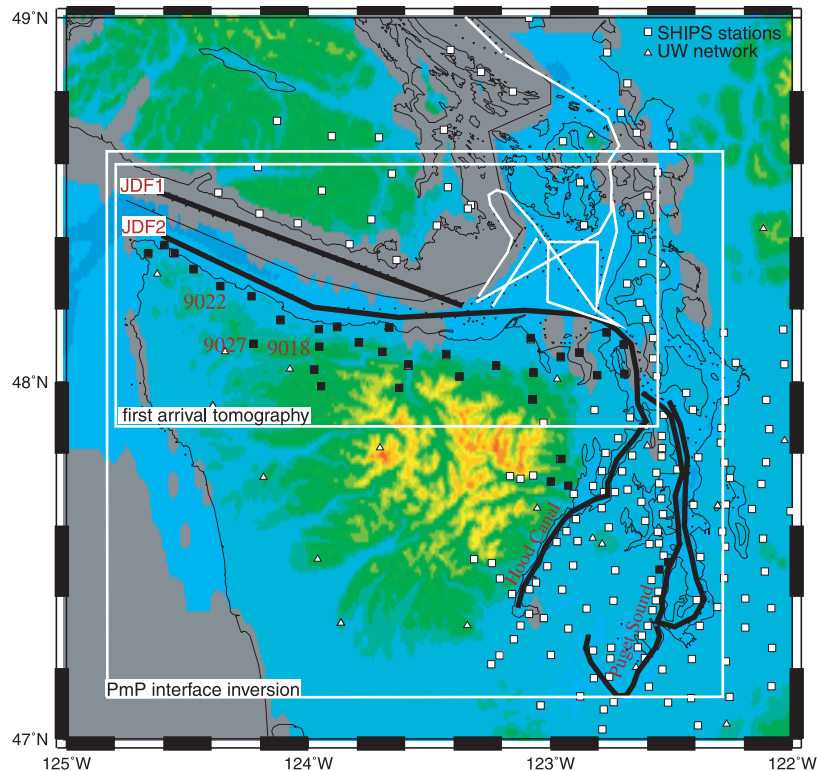 49°N
SHIPS stations
UW network
JDF1
JDF2
9022
9027
9018
48°N
first arrival tomography
Hood Canal
Puget Sound
PmP interface inversion
47°N
125°W
124°W
123°W
122°W